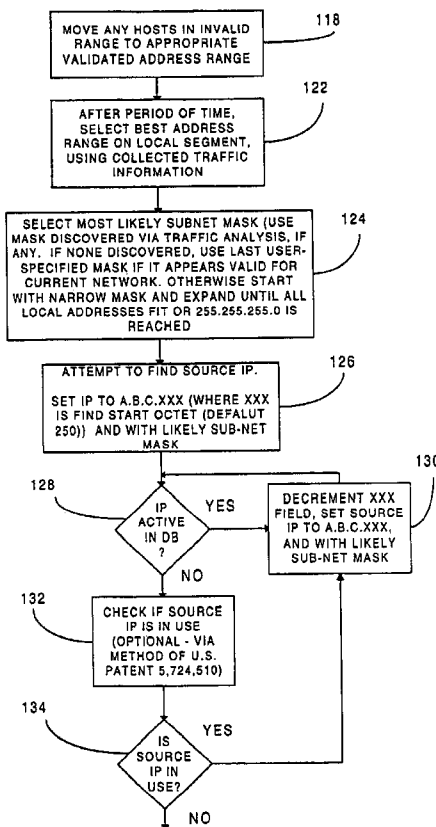 MOVE ANY HOSTS IN INVALID
RANGE TO APPROPRIATE
VALIDATED ADDRESS RANGE
118
AFTER PERIOD OF TIME,
SELECT BEST ADDRESS
RANGE ON LOCAL SEGMENT,
USING COLLECTED TRAFFIC
INFORMATION
122
SELECT MOST LIKELY SUBNET MASK (USE
MASK DISCOVERED VIA TRAFFIC ANALYSIS, IF
ANY. IF NONE DISCOVERED, USE LAST USER-
SPECIFIED MASK IF IT APPEARS VALID FOR
CURRENT NETWORK. OTHERWISE START
WITH NARROW MASK AND EXPAND UNTIL ALL
LOCAL ADDRESSES FIT OR 255.255.255.0 IS
REACHED
124
ATTEMPT TO FIND SOURCE IP.
SET IP TO A.B.C.XXX (WHERE XXX
IS FIND START OCTET (DEFALUT
250)) AND WITH LIKELY SUB-NET
MASK
126
128
IP
ACTIVE
IN DB
?
YES
NO
130
DECREMENT XXX
FIELD, SET SOURCE
IP TO A.B.C.XXX,
AND WITH LIKELY
SUB-NET MASK
132
CHECK IF SOURCE
IP IS IN USE
(OPTIONAL - VIA
METHOD OF U.S.
PATENT 5,724,510)
134
IS
SOURCE
IP IN
USE?
YES
NO